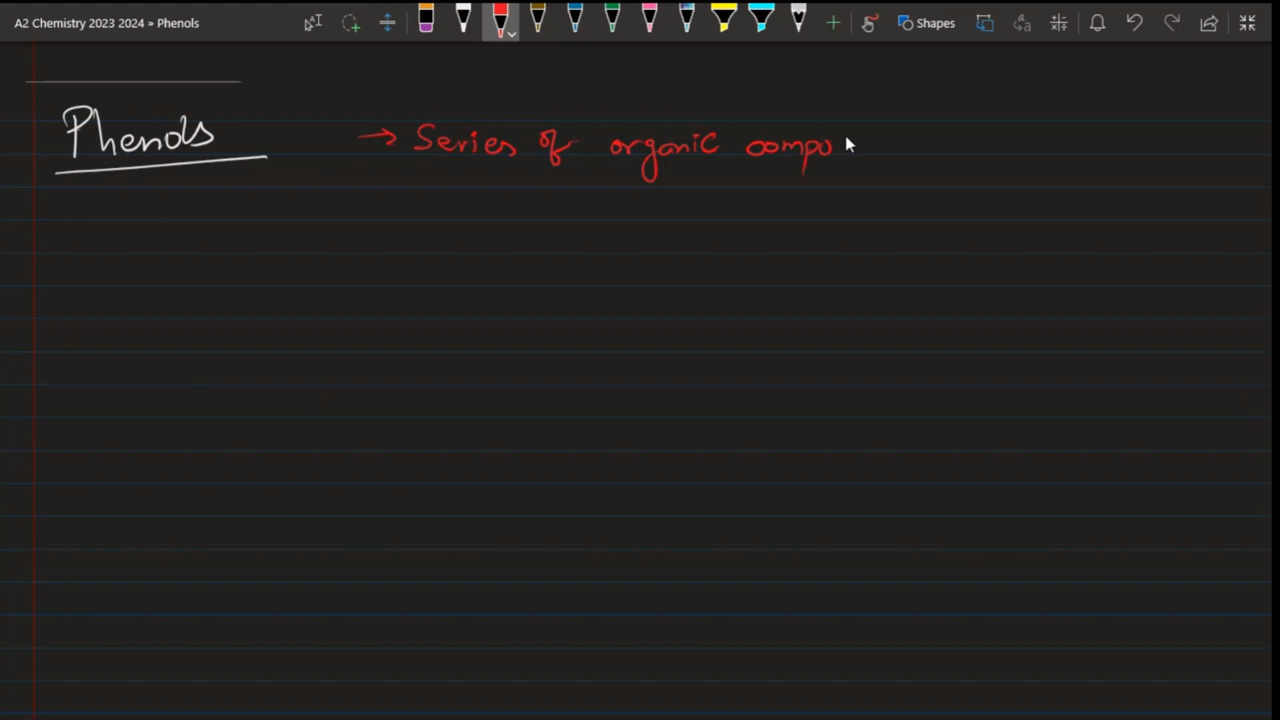 A2 Chemistry 2023 2024 » Phenols
Shapes
Phenols → Series of organic compo